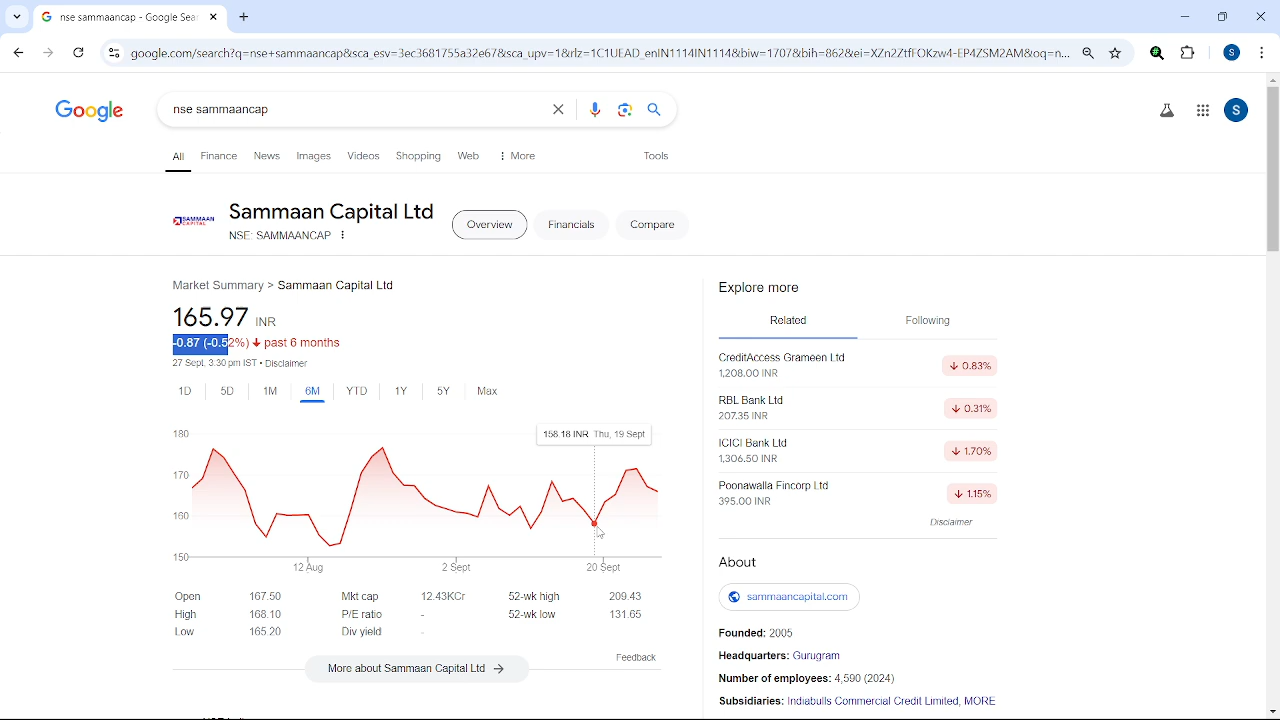 nse sammaancap - Google Sear
google.com/search?q=nse+sammaancap&sca_esv=3ec3681755a32e67&sca_upv=1&rlz=1C1UEAD_enIN1114IN1114&biw=1707&bih=862&ei=XZn2ZtfFOKzw4-EP4ZSM2AM&oq=n...
S
Google
nse sammaancap
S
All Finance News Images Videos Shopping Web More Tools
SAMMAAN CAPITAL
Sammaan Capital Ltd
NSE: SAMMAANCAP
Overview Financials Compare
Market Summary > Sammaan Capital Ltd
165.97 INR
-0.87 (-0.52%) ↓ past 6 months
27 Sept, 3:30 pm IST • Disclaimer
1D 5D 1M 6M YTD 1Y 5Y Max
158.18 INR Thu, 19 Sept
180
170
160
150
12 Aug 2 Sept 20 Sept
Open 167.50 Mkt cap 12.43KCr 52-wk high 209.43
High 168.10 P/E ratio - 52-wk low 131.65
Low 165.20 Div yield -
Feedback
More about Sammaan Capital Ltd →
Explore more
Related Following
CreditAccess Grameen Ltd
1,208.00 INR
↓ 0.83%
RBL Bank Ltd
207.35 INR
↓ 0.31%
ICICI Bank Ltd
1,306.50 INR
↓ 1.70%
Poonawalla Fincorp Ltd
395.00 INR
↓ 1.15%
Disclaimer
About
sammaancapital.com
Founded: 2005
Headquarters: Gurugram
Number of employees: 4,590 (2024)
Subsidiaries: Indiabulls Commercial Credit Limited, MORE